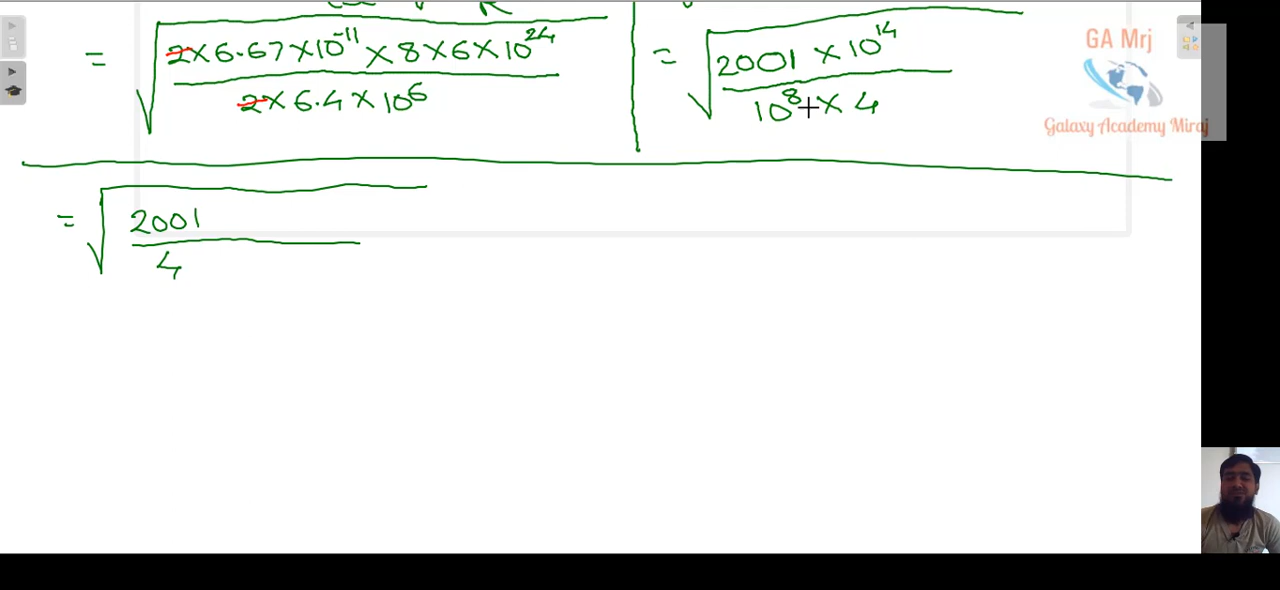 = √(2×6.67×10⁻¹¹ × 8×6×10²⁴ / 2×6.4×10⁶)
= √(2001 × 10¹⁴ / 10⁸ × 4)
= √(2001 / 4)
GA Mrj
Galaxy Academy Miraj